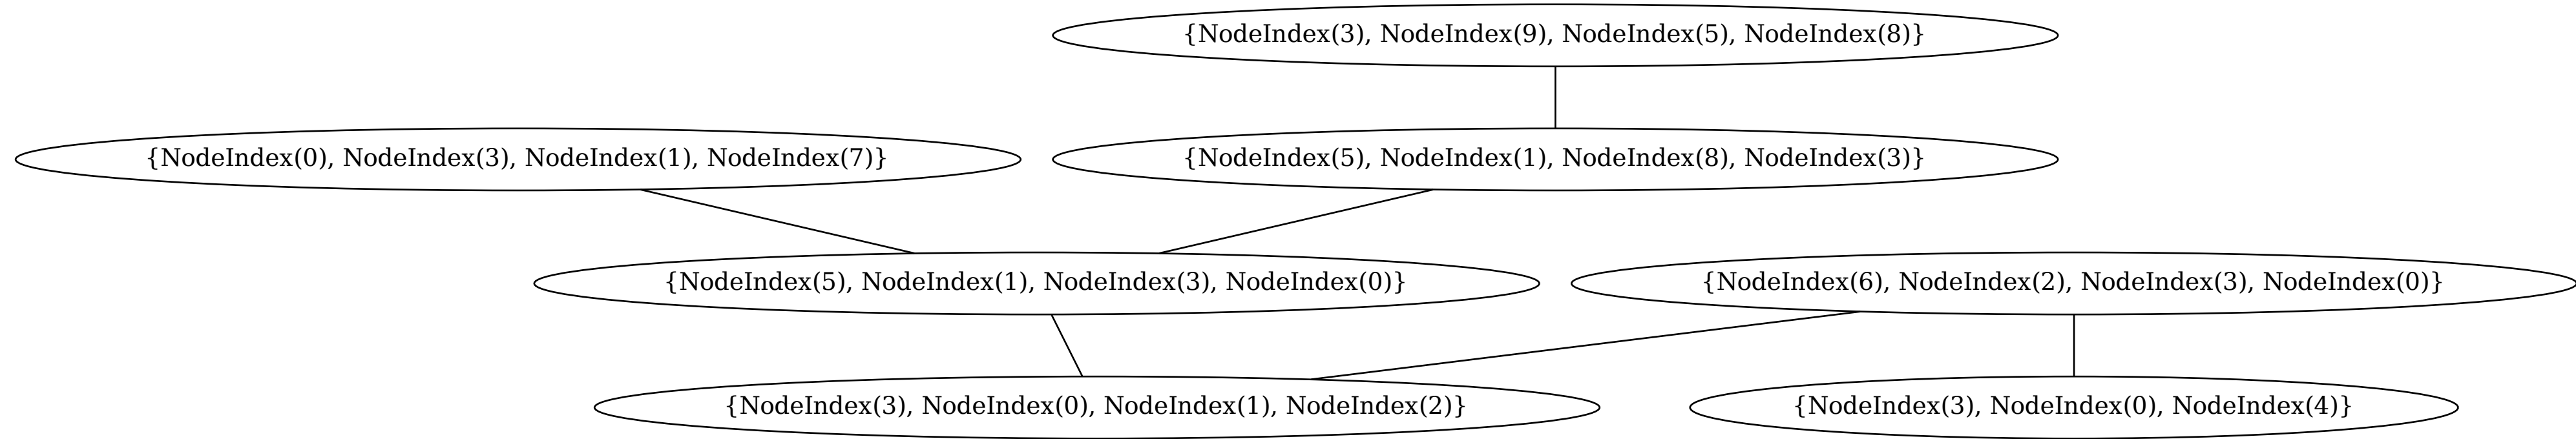 {NodeIndex(3), NodeIndex(9), NodeIndex(5), NodeIndex(8)}
{NodeIndex(0), NodeIndex(3), NodeIndex(1), NodeIndex(7)}
{NodeIndex(5), NodeIndex(1), NodeIndex(8), NodeIndex(3)}
{NodeIndex(5), NodeIndex(1), NodeIndex(3), NodeIndex(0)}
{NodeIndex(6), NodeIndex(2), NodeIndex(3), NodeIndex(0)}
{NodeIndex(3), NodeIndex(0), NodeIndex(1), NodeIndex(2)}
{NodeIndex(3), NodeIndex(0), NodeIndex(4)}